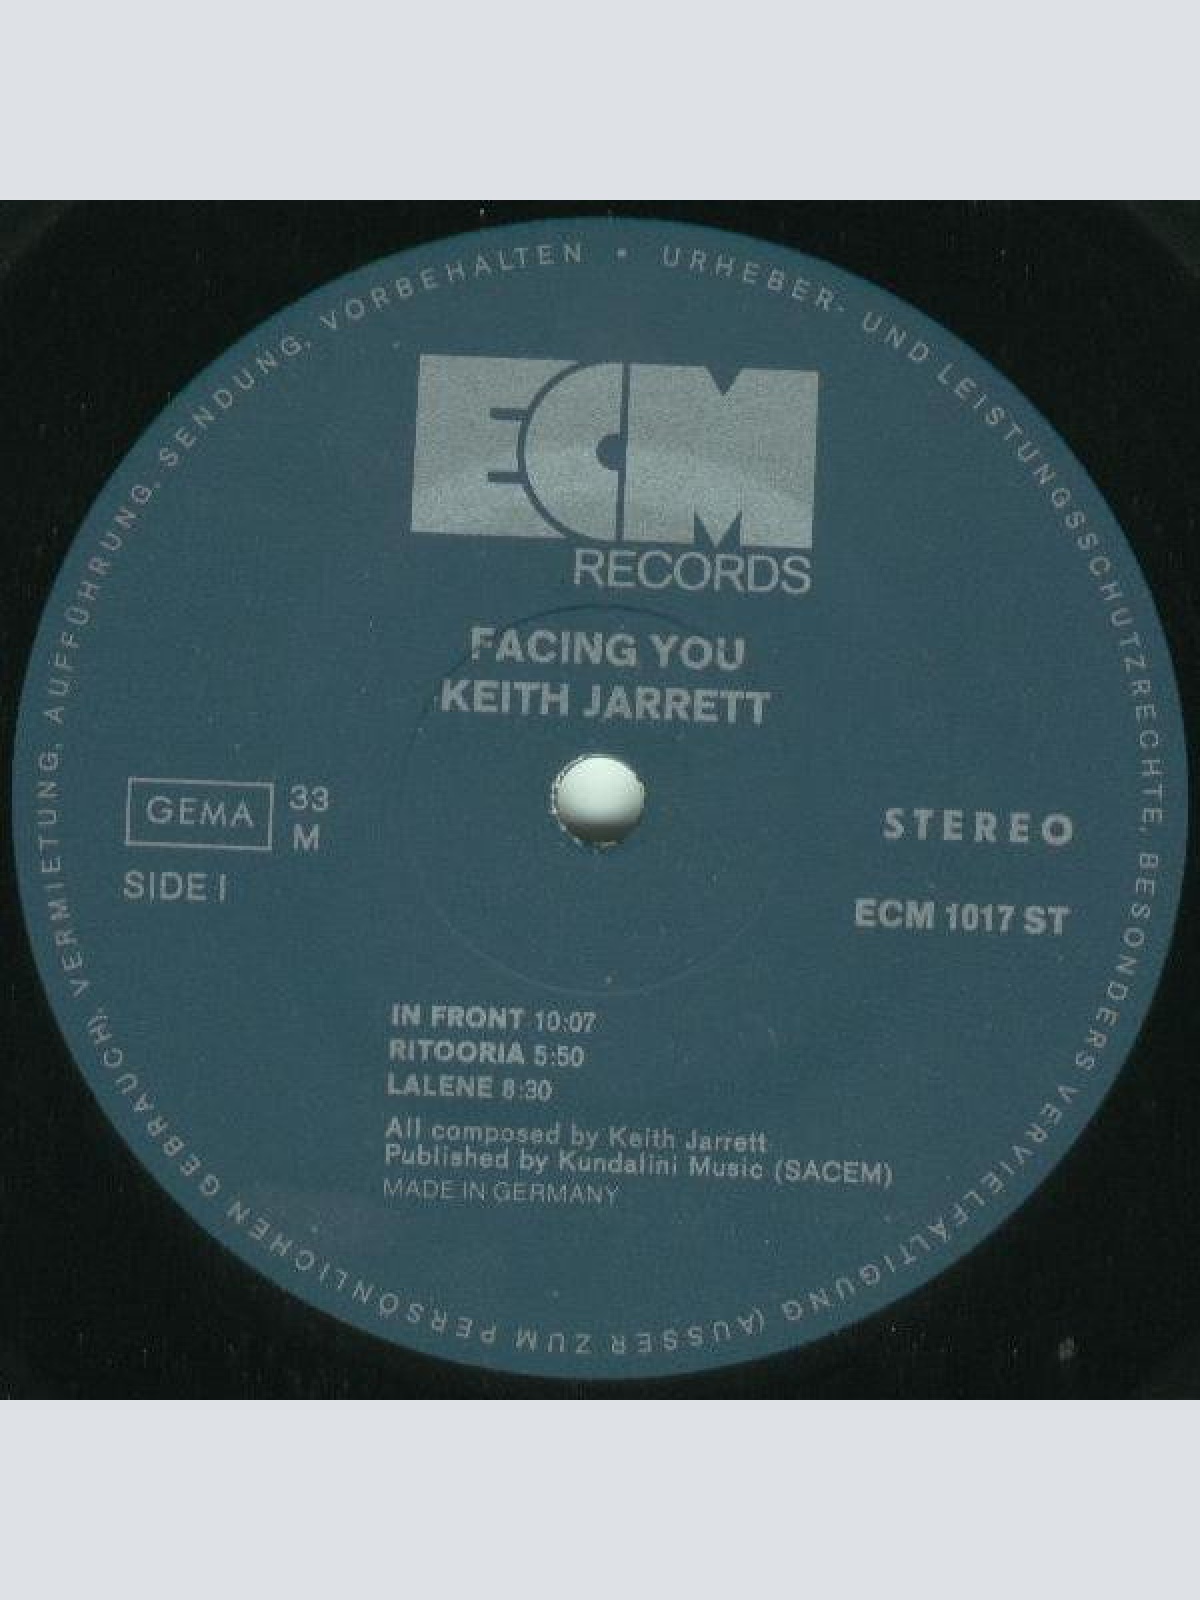 URHEBER- UND LEISTUNGSSCHUTZRECHTE, BESONDERS VERVIELFÄLTIGUNG (AUSSER ZUM PERSÖNLICHEN GEBRAUCH), VERMIETUNG, AUFFÜHRUNG, SENDUNG, VORBEHALTEN •
ECM
RECORDS
FACING YOU
KEITH JARRETT
GEMA 33
M
STEREO
SIDE I
ECM 1017 ST
IN FRONT 10:07
RITOORIA 5:50
LALENE 8:30
All composed by Keith Jarrett
Published by Kundalini Music (SACEM)
MADE IN GERMANY